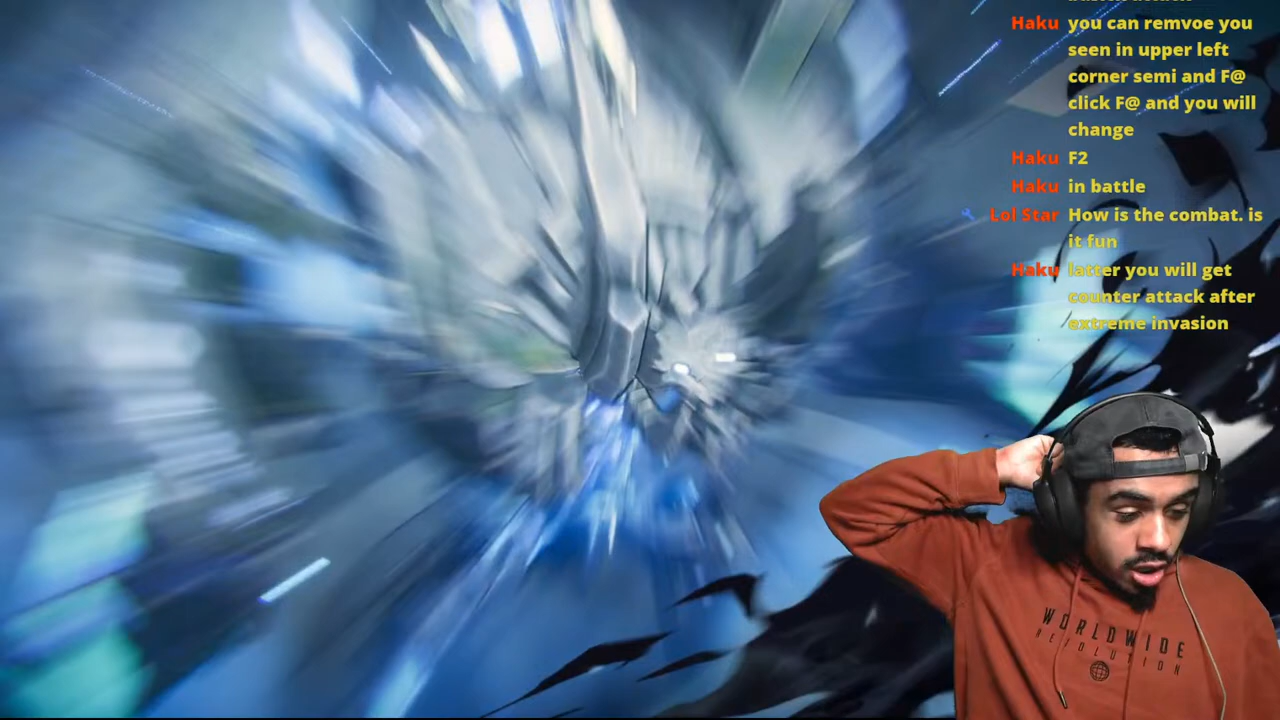 Haku you can remvoe you
seen in upper left
corner semi and F@
click F@ and you will
change
Haku F2
Haku in battle
Lol Star How is the combat. is
it fun
Haku latter you will get
counter attack after
extreme invasion
WORLDWIDE
REVOLUTION